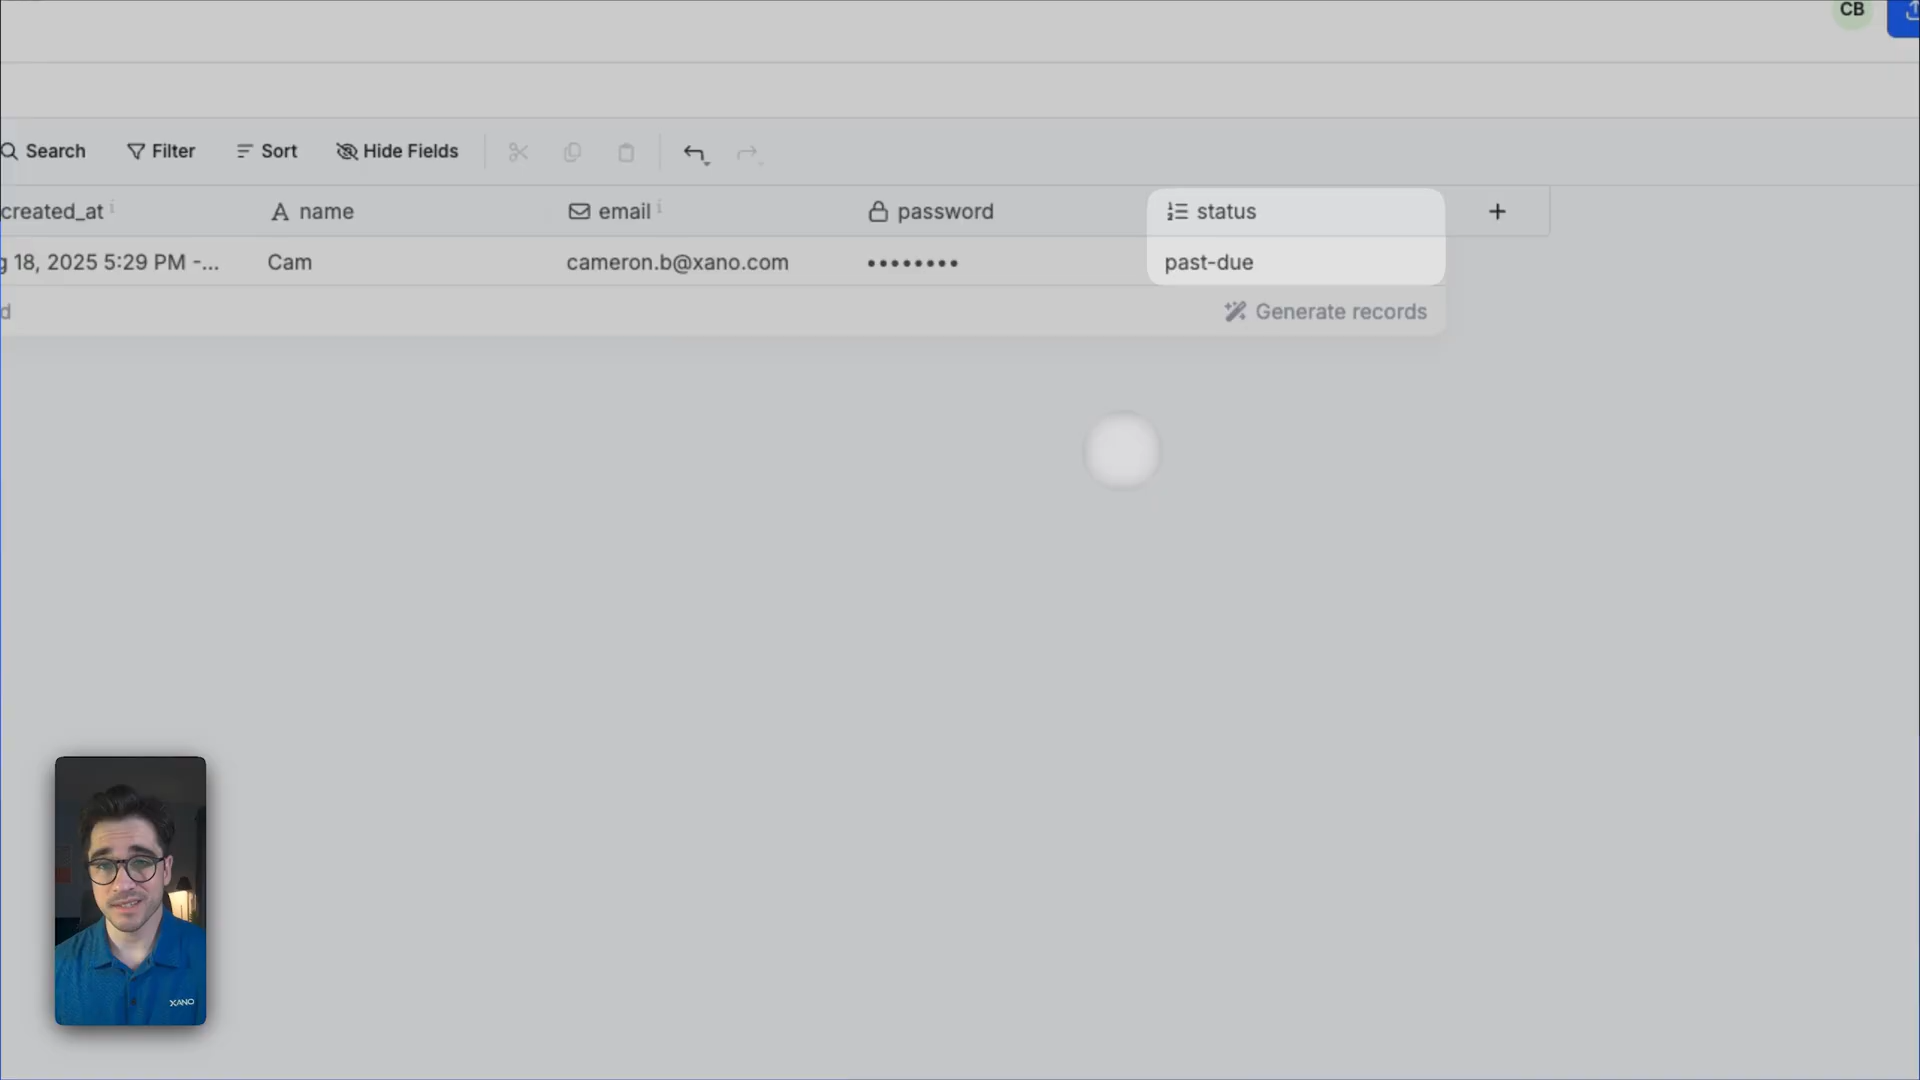 CB
Search Filter Sort Hide Fields
created_at name email password status +
18, 2025 5:29 PM -... Cam cameron.b@xano.com •••••••• past-due
Generate records
XANO